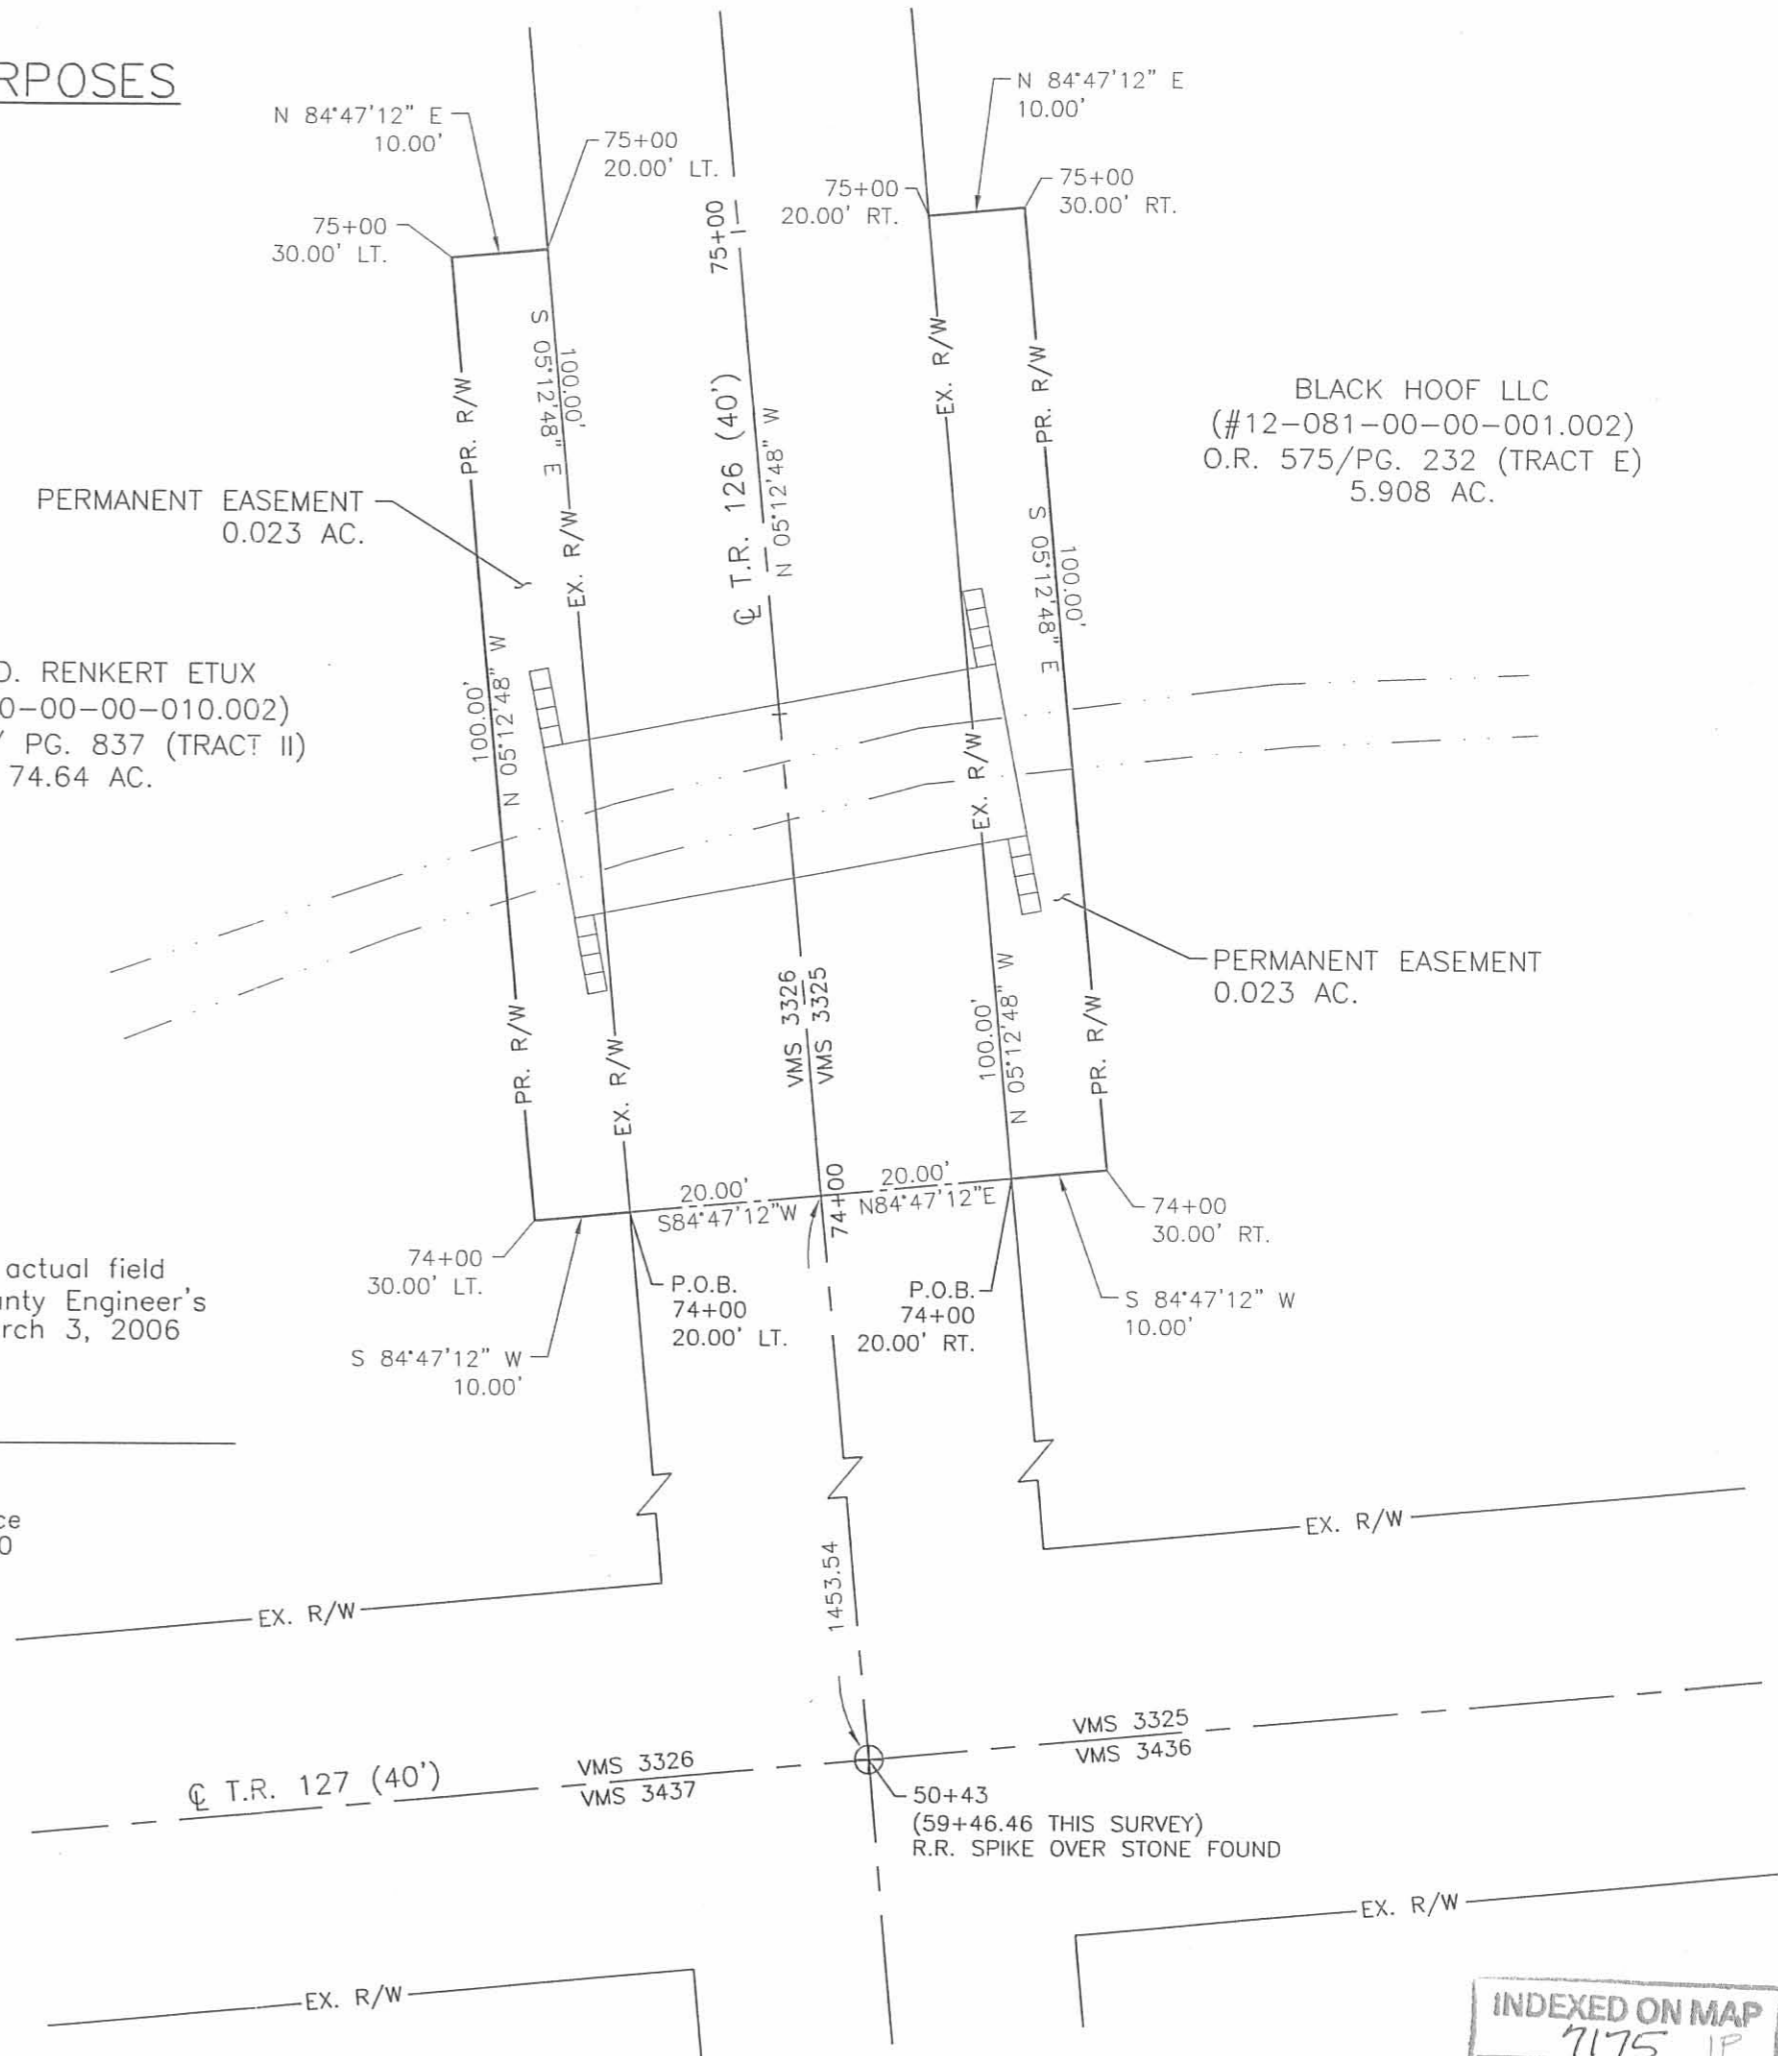 RPOSES
N 84°47'12" E
10.00'
75+00
20.00' LT.
75+00
30.00' LT.
N 84°47'12" E
10.00'
75+00
20.00' RT.
75+00
30.00' RT.
75+00
PR. R/W
S 05°12'48" E
100.00'
EX. R/W
℄ T.R. 126 (40')
N 05°12'48" W
EX. R/W
PR. R/W
S 05°12'48" E
100.00'
BLACK HOOF LLC
(#12-081-00-00-001.002)
O.R. 575/PG. 232 (TRACT E)
5.908 AC.
PERMANENT EASEMENT
0.023 AC.
D. RENKERT ETUX
0-00-00-010.002)
/ PG. 837 (TRACT II)
74.64 AC.
100.00'
N 05°12'48" W
EX. R/W
PERMANENT EASEMENT
0.023 AC.
PR. R/W
EX. R/W
VMS 3326
VMS 3325
100.00'
N 05°12'48" W
PR. R/W
20.00'
S84°47'12"W
74+00
20.00'
N84°47'12"E
74+00
30.00' LT.
P.O.B.
74+00
20.00' LT.
P.O.B.
74+00
20.00' RT.
74+00
30.00' RT.
S 84°47'12" W
10.00'
S 84°47'12" W
10.00'
actual field
unty Engineer's
rch 3, 2006
ce
0
EX. R/W
EX. R/W
1453.54
℄ T.R. 127 (40')
VMS 3326
VMS 3437
VMS 3325
VMS 3436
50+43
(59+46.46 THIS SURVEY)
R.R. SPIKE OVER STONE FOUND
EX. R/W
EX. R/W
INDEXED ON MAP
7175 IP